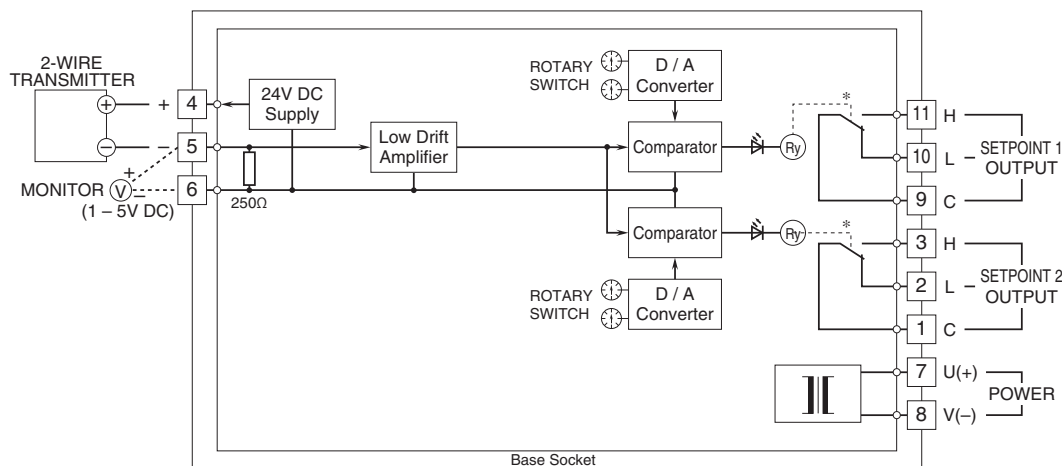 2-WIRE
TRANSMITTER
+
–
+
–
4
5
6
+
–
V
MONITOR
(1 – 5V DC)
24V DC
Supply
250Ω
Low Drift
Amplifier
ROTARY
SWITCH
D / A
Converter
Comparator
Ry
*
Comparator
Ry
*
ROTARY
SWITCH
D / A
Converter
11 H
10 L
9 C
SETPOINT 1
OUTPUT
3 H
2 L
1 C
SETPOINT 2
OUTPUT
7 U(+)
8 V(–)
POWER
Base Socket